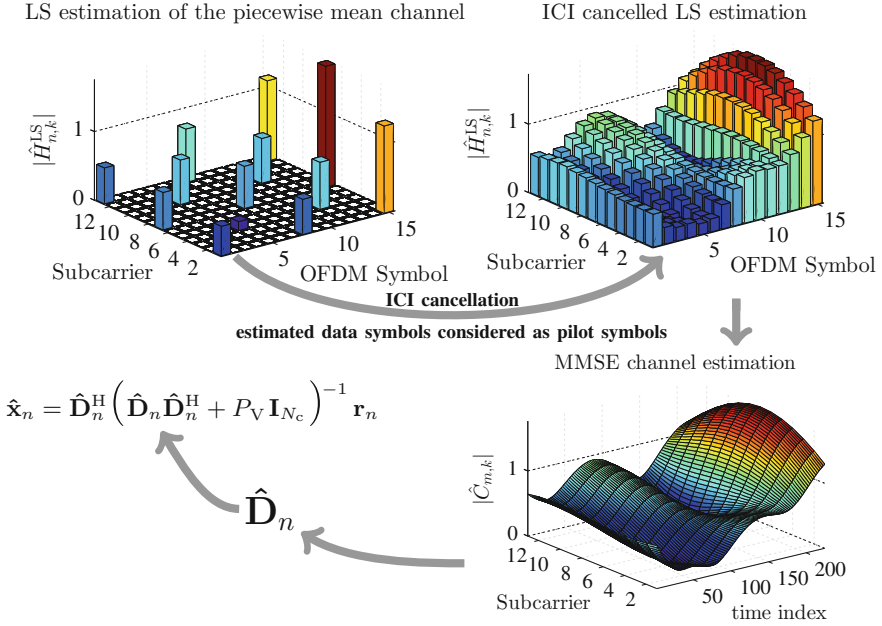 LS estimation of the piecewise mean channel
ICI cancelled LS estimation
|Ĥ^{LS}_{n,k}|
1
0
12
10
8
6
4
2
5
10
15
Subcarrier
OFDM Symbol
|Ĥ^{LS}_{n,k}|
1
0
12
10
8
6
4
2
5
10
15
Subcarrier
OFDM Symbol
ICI cancellation
estimated data symbols considered as pilot symbols
MMSE channel estimation
x̂_n = D̂_n^H (D̂_n D̂_n^H + P_V I_{N_c})^{-1} r_n
D̂_n
|Ĉ_{m,k}|
1
0
12
10
8
6
4
2
50
100
150
200
Subcarrier
time index